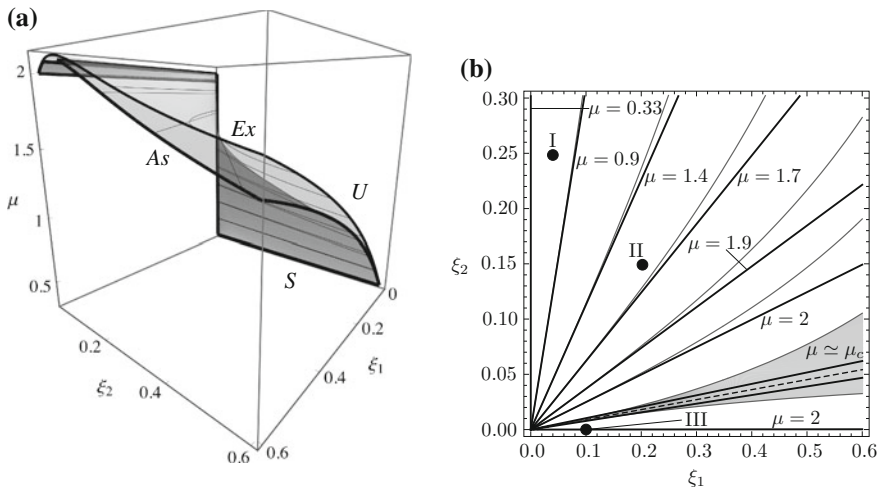 (a)
2
1.5
μ
1
0.5
Ex
As
U
S
0
0.2
0.4
0.6
ξ1
0.2
0.4
0.6
ξ2
(b)
0.30
0.25
0.20
0.15
0.10
0.05
0.00
ξ2
μ = 0.33
I
μ = 0.9
μ = 1.4
μ = 1.7
II
μ = 1.9
μ = 2
μ ≃ μc
μ = 2
III
0.0 0.1 0.2 0.3 0.4 0.5 0.6
ξ1